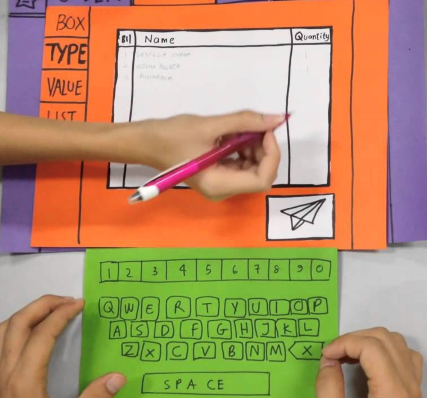 BOX
TYPE
VALUE
LIST
Name
Quantity
1 2 3 4 5 6 7 8 9 0
Q W E R T Y U I O P
A S D F G H J K L
Z X C V B N M X
SPACE